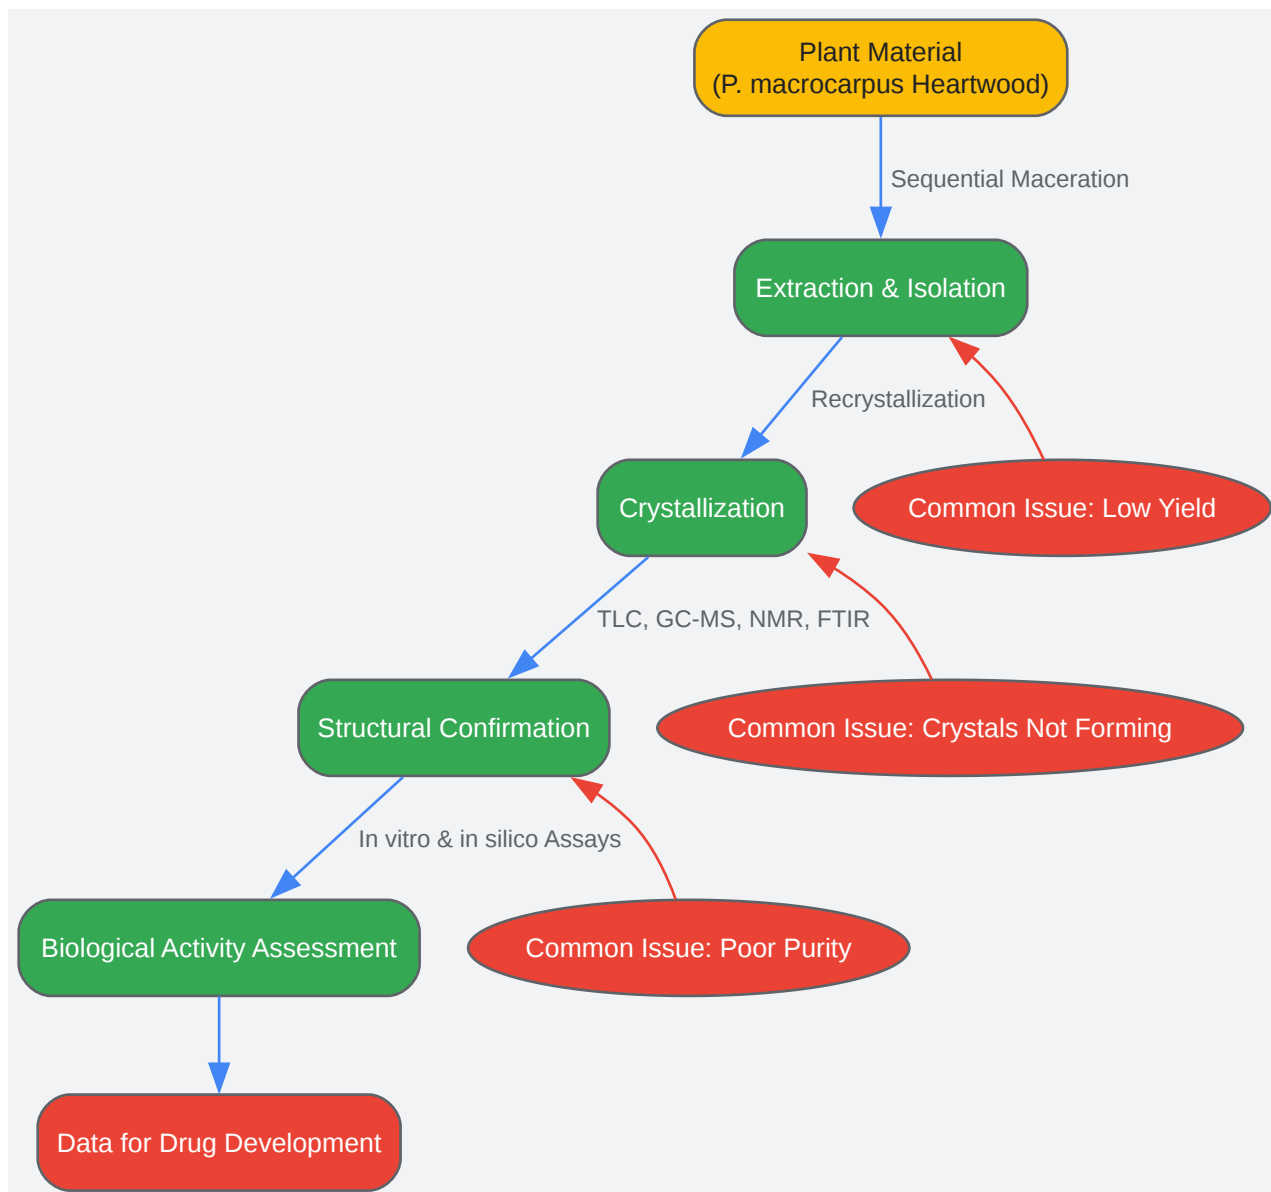 Plant Material
(P. macrocarpus Heartwood)
Sequential Maceration
Extraction & Isolation
Recrystallization
Crystallization
Common Issue: Low Yield
TLC, GC-MS, NMR, FTIR
Structural Confirmation
Common Issue: Crystals Not Forming
In vitro & in silico Assays
Biological Activity Assessment
Common Issue: Poor Purity
Data for Drug Development